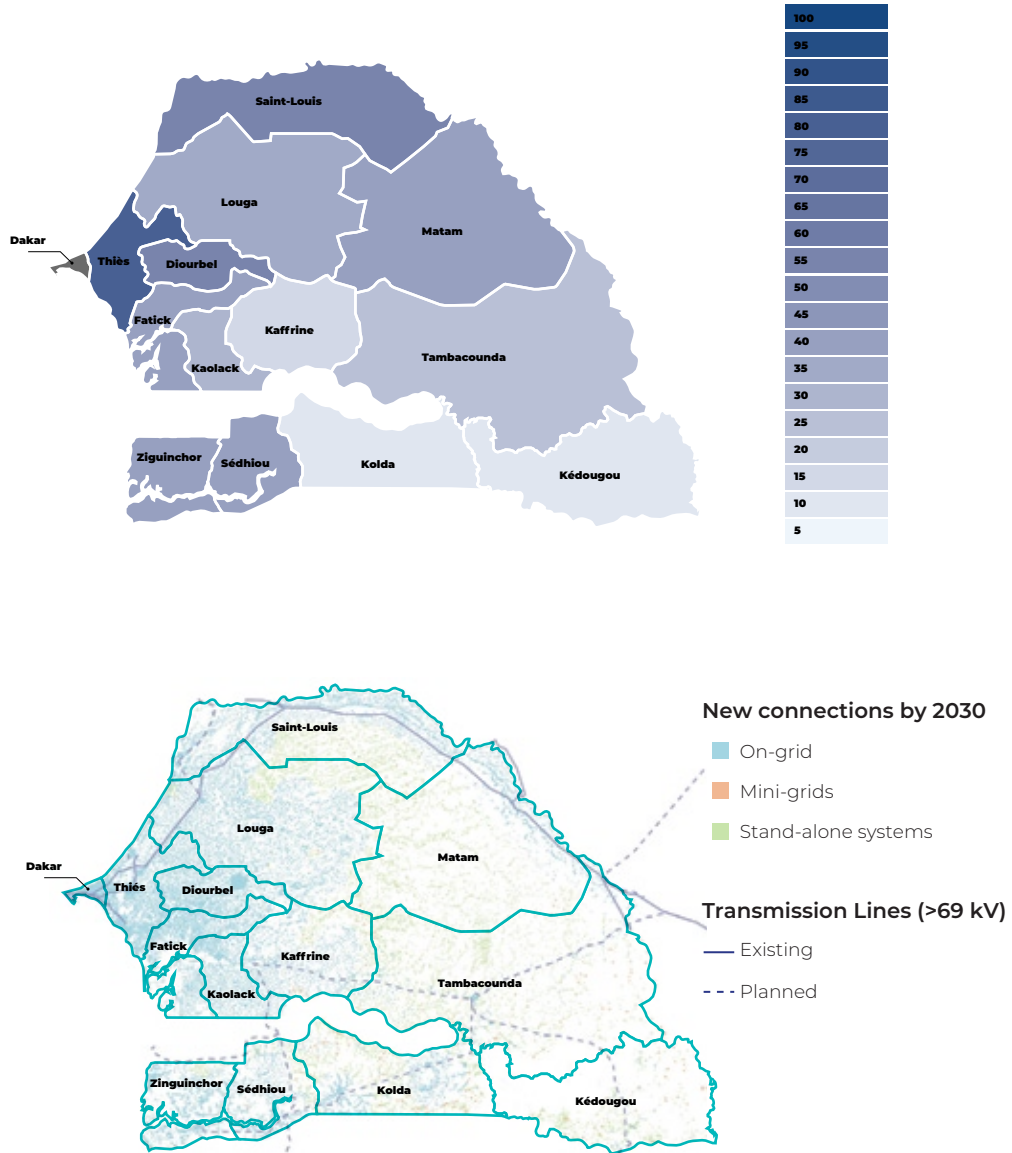 100
95
90
85
80
75
70
65
60
55
50
45
40
35
30
25
20
15
10
5
Saint-Louis
Louga
Matam
Dakar
Thiès
Diourbel
Fatick
Kaffrine
Kaolack
Tambacounda
Ziguinchor
Sédhiou
Kolda
Kédougou
New connections by 2030
On-grid
Mini-grids
Stand-alone systems
Transmission Lines (>69 kV)
Existing
Planned
Saint-Louis
Louga
Matam
Dakar
Thiés
Diourbel
Fatick
Kaffrine
Kaolack
Tambacounda
Zinguinchor
Sédhiou
Kolda
Kédougou